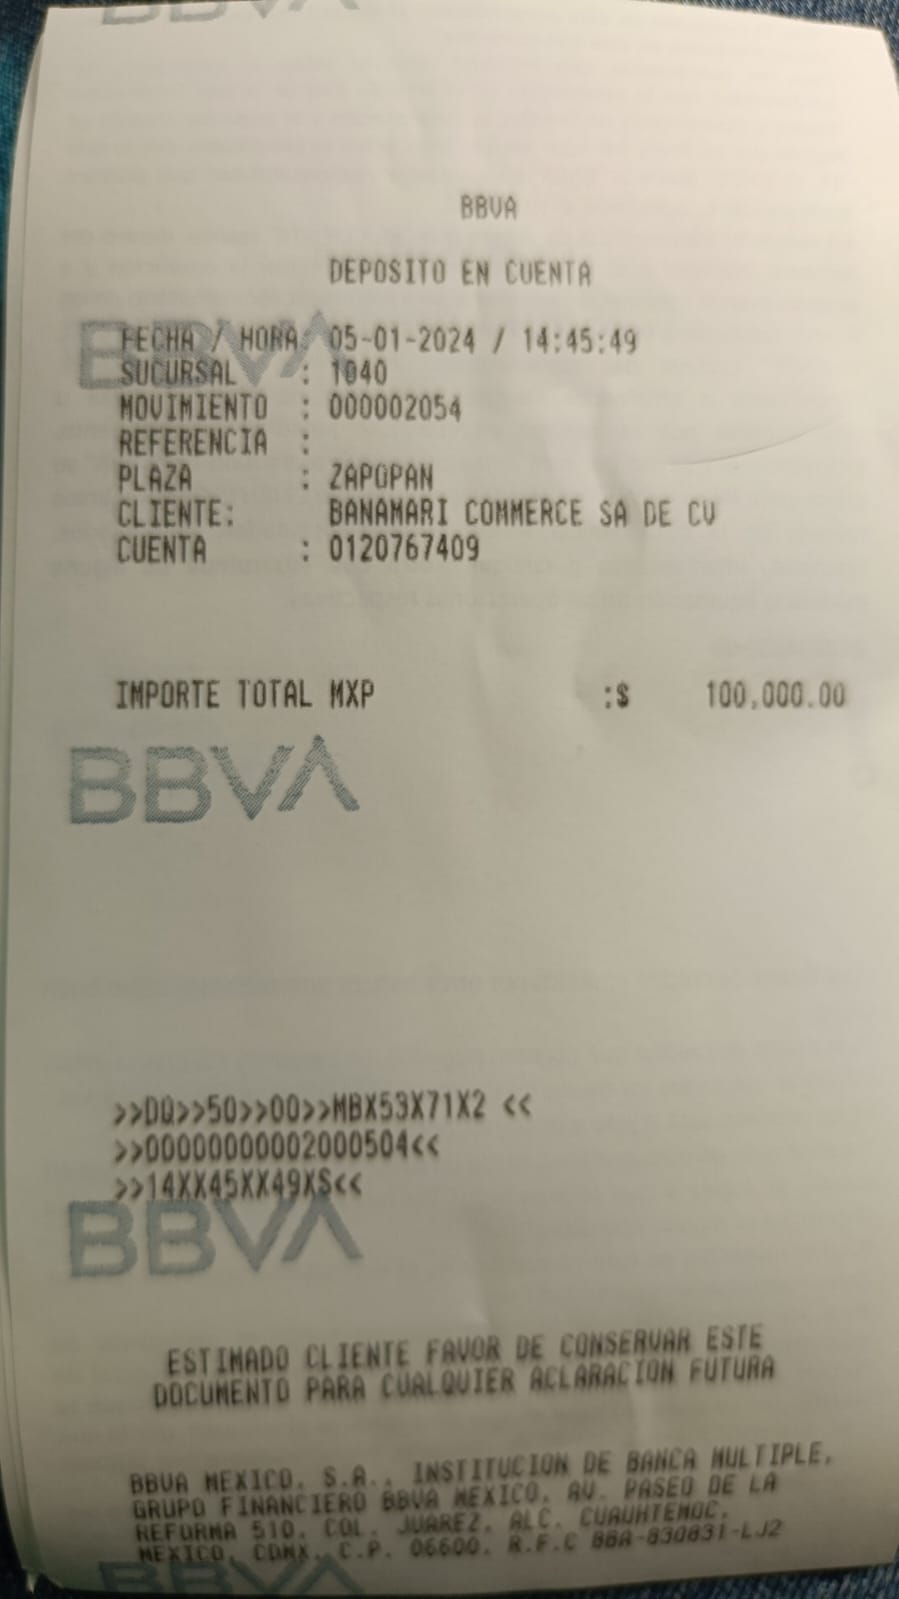 BBVA
BBVA
DEPOSITO EN CUENTA
BBVA
FECHA / HORA: 05-01-2024 / 14:45:49
SUCURSAL : 1040
MOVIMIENTO : 000002054
REFERENCIA :
PLAZA : ZAPOPAN
CLIENTE: BANAMARI COMMERCE SA DE CV
CUENTA : 0120767409
IMPORTE TOTAL MXP :$ 100,000.00
BBVA
>>DQ>>50>>00>>MBX53X71X2 <<
>>00000000002000504<<
>>14XX45XX49XS<<
BBVA
ESTIMADO CLIENTE FAVOR DE CONSERVAR ESTE
DOCUMENTO PARA CUALQUIER ACLARACION FUTURA
BBVA MEXICO, S.A., INSTITUCION DE BANCA MULTIPLE,
GRUPO FINANCIERO BBVA MEXICO, AV. PASEO DE LA
REFORMA 510, COL. JUAREZ, ALC. CUAUHTEMOC,
MEXICO, CDMX, C.P. 06600. R.F.C BBA-830831-LJ2
BBVA